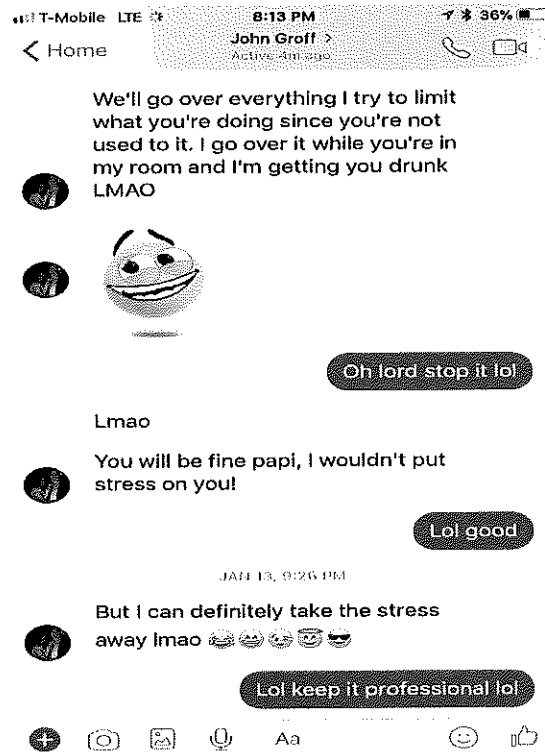 T-Mobile LTE 8:13 PM 36%
Home
John Groff >
Active 4m ago
We'll go over everything I try to limit
what you're doing since you're not
used to it. I go over it while you're in
my room and I'm getting you drunk
LMAO
Oh lord stop it lol
Lmao
You will be fine papi, I wouldn't put
stress on you!
Lol good
JAN 13, 9:26 PM
But I can definitely take the stress
away lmao 😂😄😉😇😎
Lol keep it professional lol
Aa